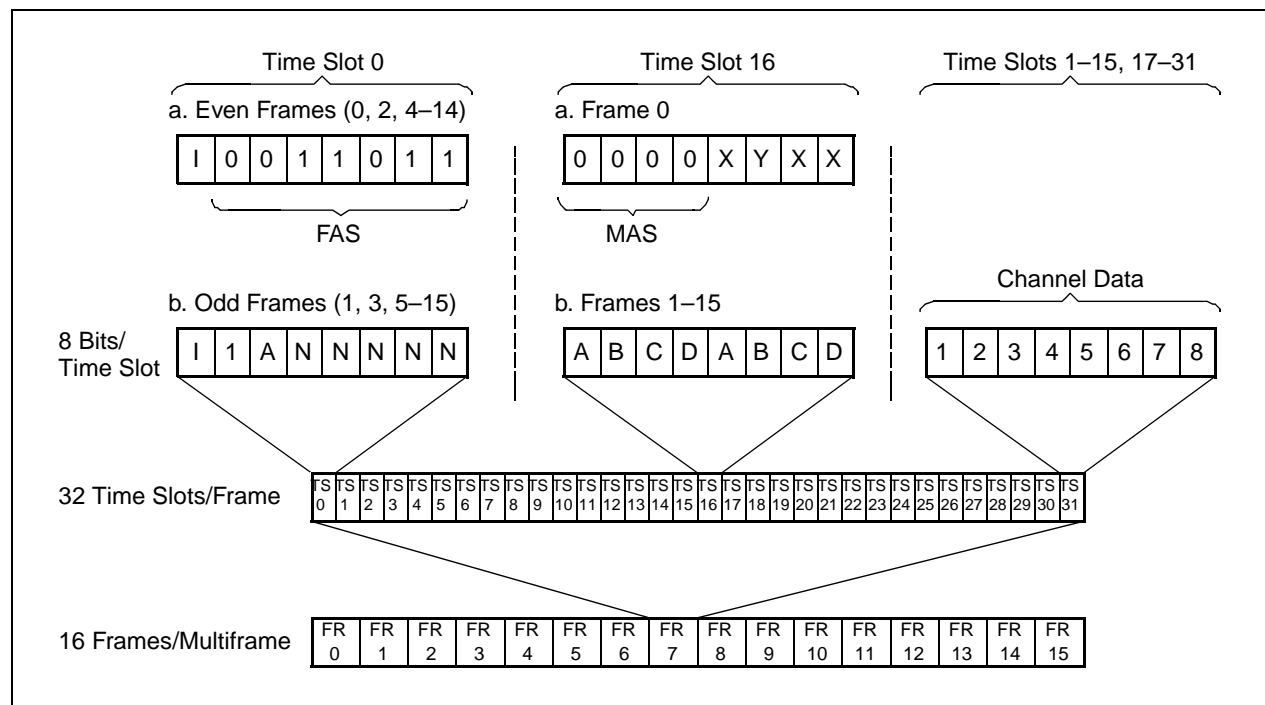 Time Slot 0 Time Slot 16 Time Slots 1–15, 17–31
a. Even Frames (0, 2, 4–14) a. Frame 0
I 0 0 1 1 0 1 1 0 0 0 0 X Y X X
FAS MAS
Channel Data
b. Odd Frames (1, 3, 5–15) b. Frames 1–15
8 Bits/
Time Slot
I 1 A N N N N N A B C D A B C D 1 2 3 4 5 6 7 8
32 Time Slots/Frame
TS TS TS TS TS TS TS TS TS TS TS TS TS TS TS TS TS TS TS TS TS TS TS TS TS TS TS TS TS TS TS TS
0 1 2 3 4 5 6 7 8 9 10 11 12 13 14 15 16 17 18 19 20 21 22 23 24 25 26 27 28 29 30 31
16 Frames/Multiframe
FR FR FR FR FR FR FR FR FR FR FR FR FR FR FR FR
0 1 2 3 4 5 6 7 8 9 10 11 12 13 14 15